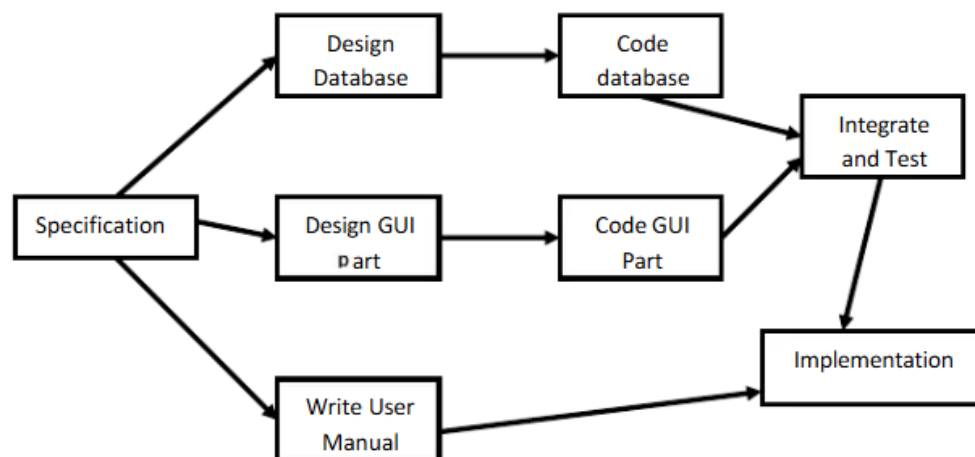 Design
Database
Code
database
Integrate
and Test
Specification
Design GUI
part
Code GUI
Part
Implementation
Write User
Manual